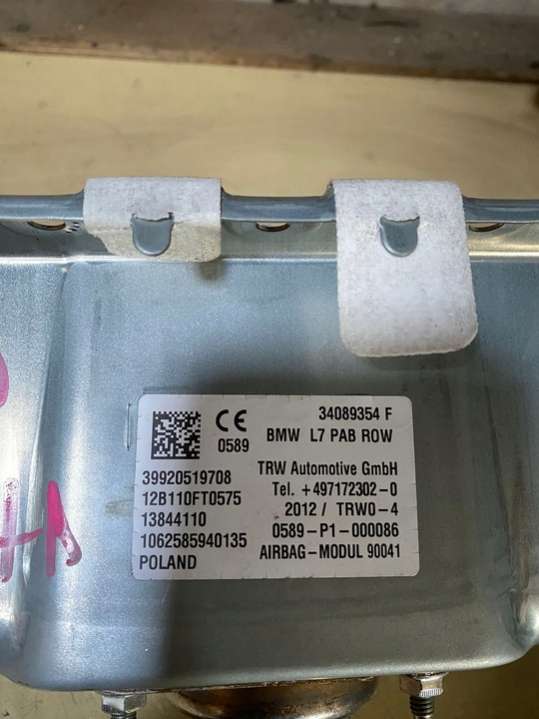 34089354 F
CE
0589
BMW L7 PAB ROW
39920519708
TRW Automotive GmbH
12B110FT0575
Tel. +497172302-0
13844110
2012 / TRW0-4
1062585940135
0589-P1-000086
POLAND
AIRBAG-MODUL 90041